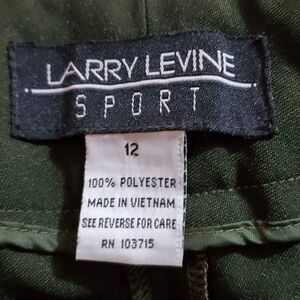 LARRY LEVINE
SPORT
12
100% POLYESTER
MADE IN VIETNAM
SEE REVERSE FOR CARE
RN 103715